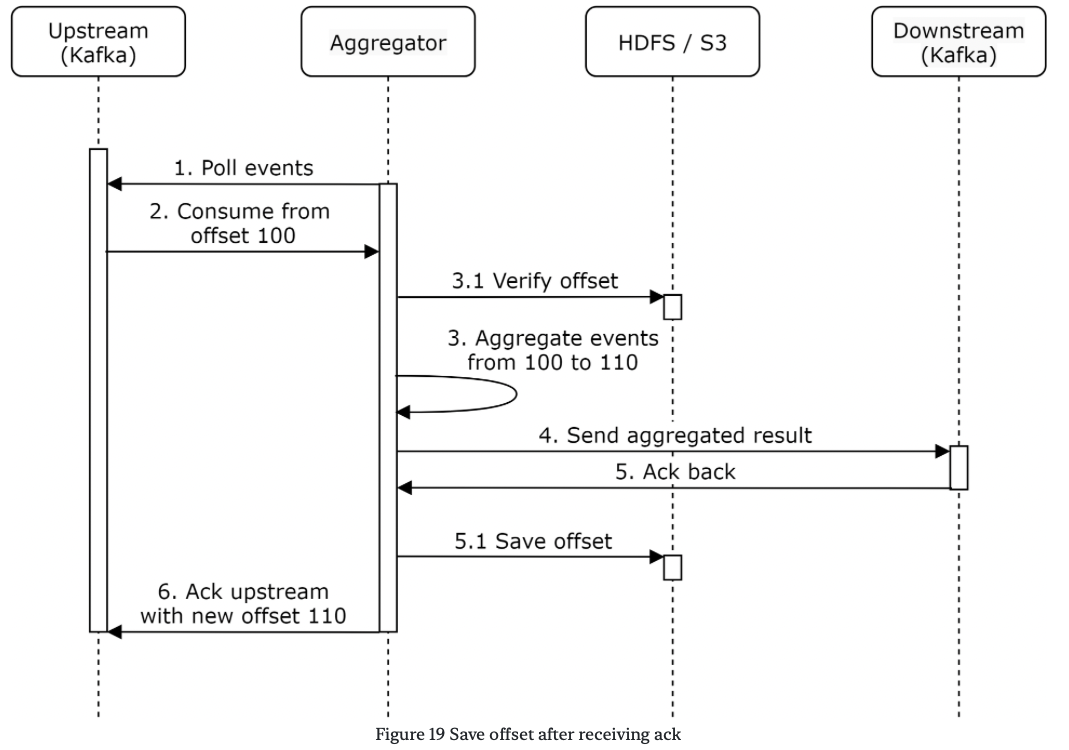 Upstream
(Kafka)
Aggregator
HDFS / S3
Downstream
(Kafka)
1. Poll events
2. Consume from
offset 100
3.1 Verify offset
3. Aggregate events
from 100 to 110
4. Send aggregated result
5. Ack back
5.1 Save offset
6. Ack upstream
with new offset 110
Figure 19 Save offset after receiving ack